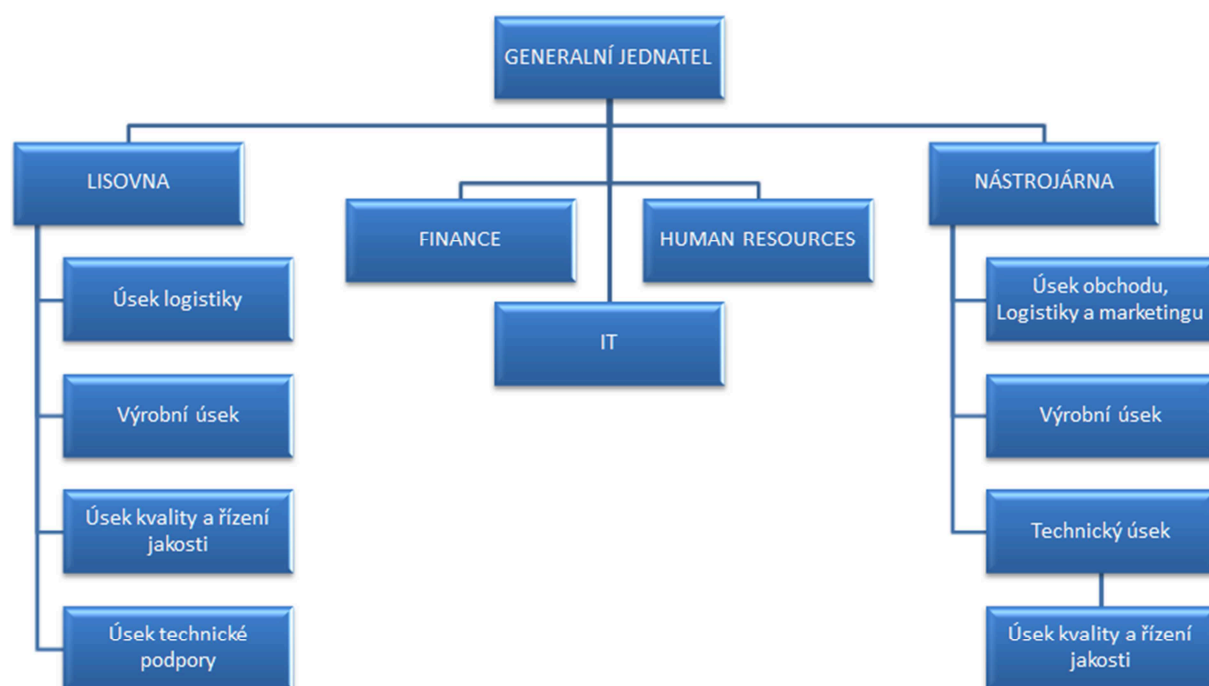 GENERALNÍ JEDNATEL
LISOVNA
NÁSTROJÁRNA
FINANCE
HUMAN RESOURCES
IT
Úsek logistiky
Výrobní úsek
Úsek kvality a řízení
jakosti
Úsek technické
podpory
Úsek obchodu,
Logistiky a marketingu
Výrobní úsek
Technický úsek
Úsek kvality a řízení
jakosti